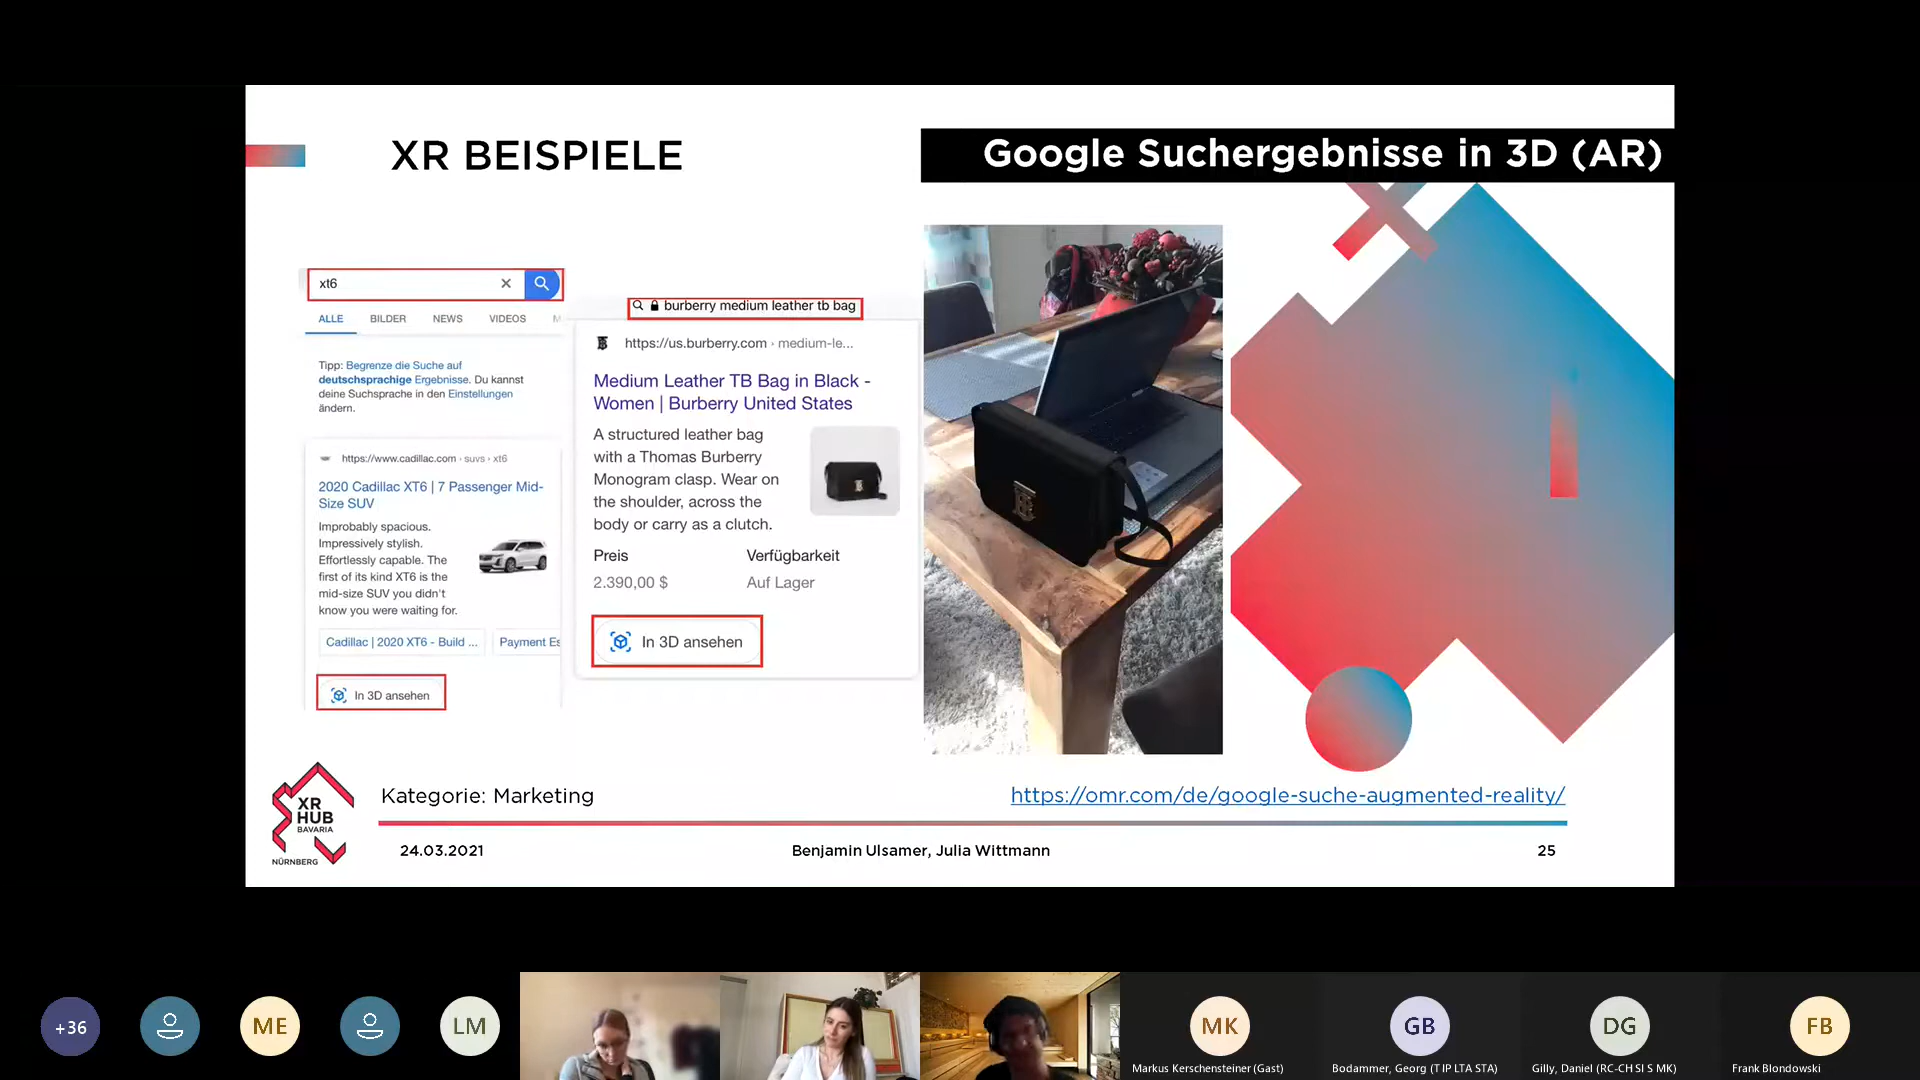 XR BEISPIELE
Google Suchergebnisse in 3D (AR)
xt6
ALLE BILDER NEWS VIDEOS M
Tipp: Begrenze die Suche auf
deutschsprachige Ergebnisse. Du kannst
deine Suchsprache in den Einstellungen
ändern.
https://www.cadillac.com › suvs › xt6
2020 Cadillac XT6 | 7 Passenger Mid-
Size SUV
Improbably spacious.
Impressively stylish.
Effortlessly capable. The
first of its kind XT6 is the
mid-size SUV you didn't
know you were waiting for.
Cadillac | 2020 XT6 - Build ...
Payment Es
In 3D ansehen
burberry medium leather tb bag
https://us.burberry.com › medium-le...
Medium Leather TB Bag in Black -
Women | Burberry United States
A structured leather bag
with a Thomas Burberry
Monogram clasp. Wear on
the shoulder, across the
body or carry as a clutch.
Preis Verfügbarkeit
2.390,00 $ Auf Lager
In 3D ansehen
XR
HUB
BAVARIA
NÜRNBERG
Kategorie: Marketing
https://omr.com/de/google-suche-augmented-reality/
24.03.2021
Benjamin Ulsamer, Julia Wittmann
25
+36
ME
LM
MK
Markus Kerschensteiner (Gast)
GB
Bodammer, Georg (T IP LTA STA)
DG
Gilly, Daniel (RC-CH SI S MK)
FB
Frank Blondowski